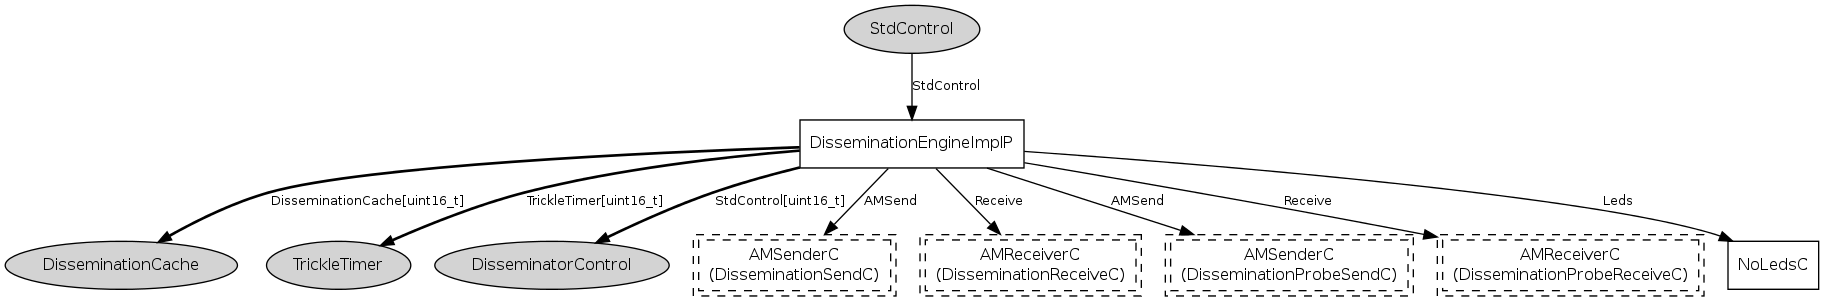 StdControl
StdControl
DisseminationEngineImplP
DisseminationCache[uint16_t]
TrickleTimer[uint16_t]
StdControl[uint16_t]
AMSend
Receive
AMSend
Receive
Leds
DisseminationCache
TrickleTimer
DisseminatorControl
AMSenderC
(DisseminationSendC)
AMReceiverC
(DisseminationReceiveC)
AMSenderC
(DisseminationProbeSendC)
AMReceiverC
(DisseminationProbeReceiveC)
NoLedsC